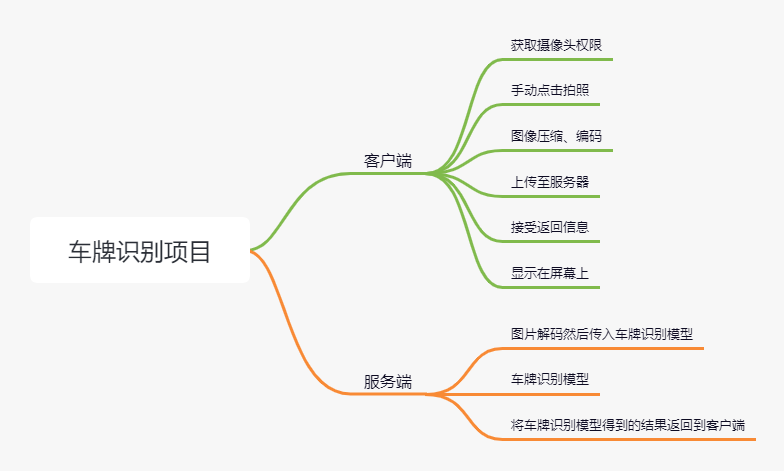 车牌识别项目
客户端
获取摄像头权限
手动点击拍照
图像压缩、编码
上传至服务器
接受返回信息
显示在屏幕上
服务端
图片解码然后传入车牌识别模型
车牌识别模型
将车牌识别模型得到的结果返回到客户端